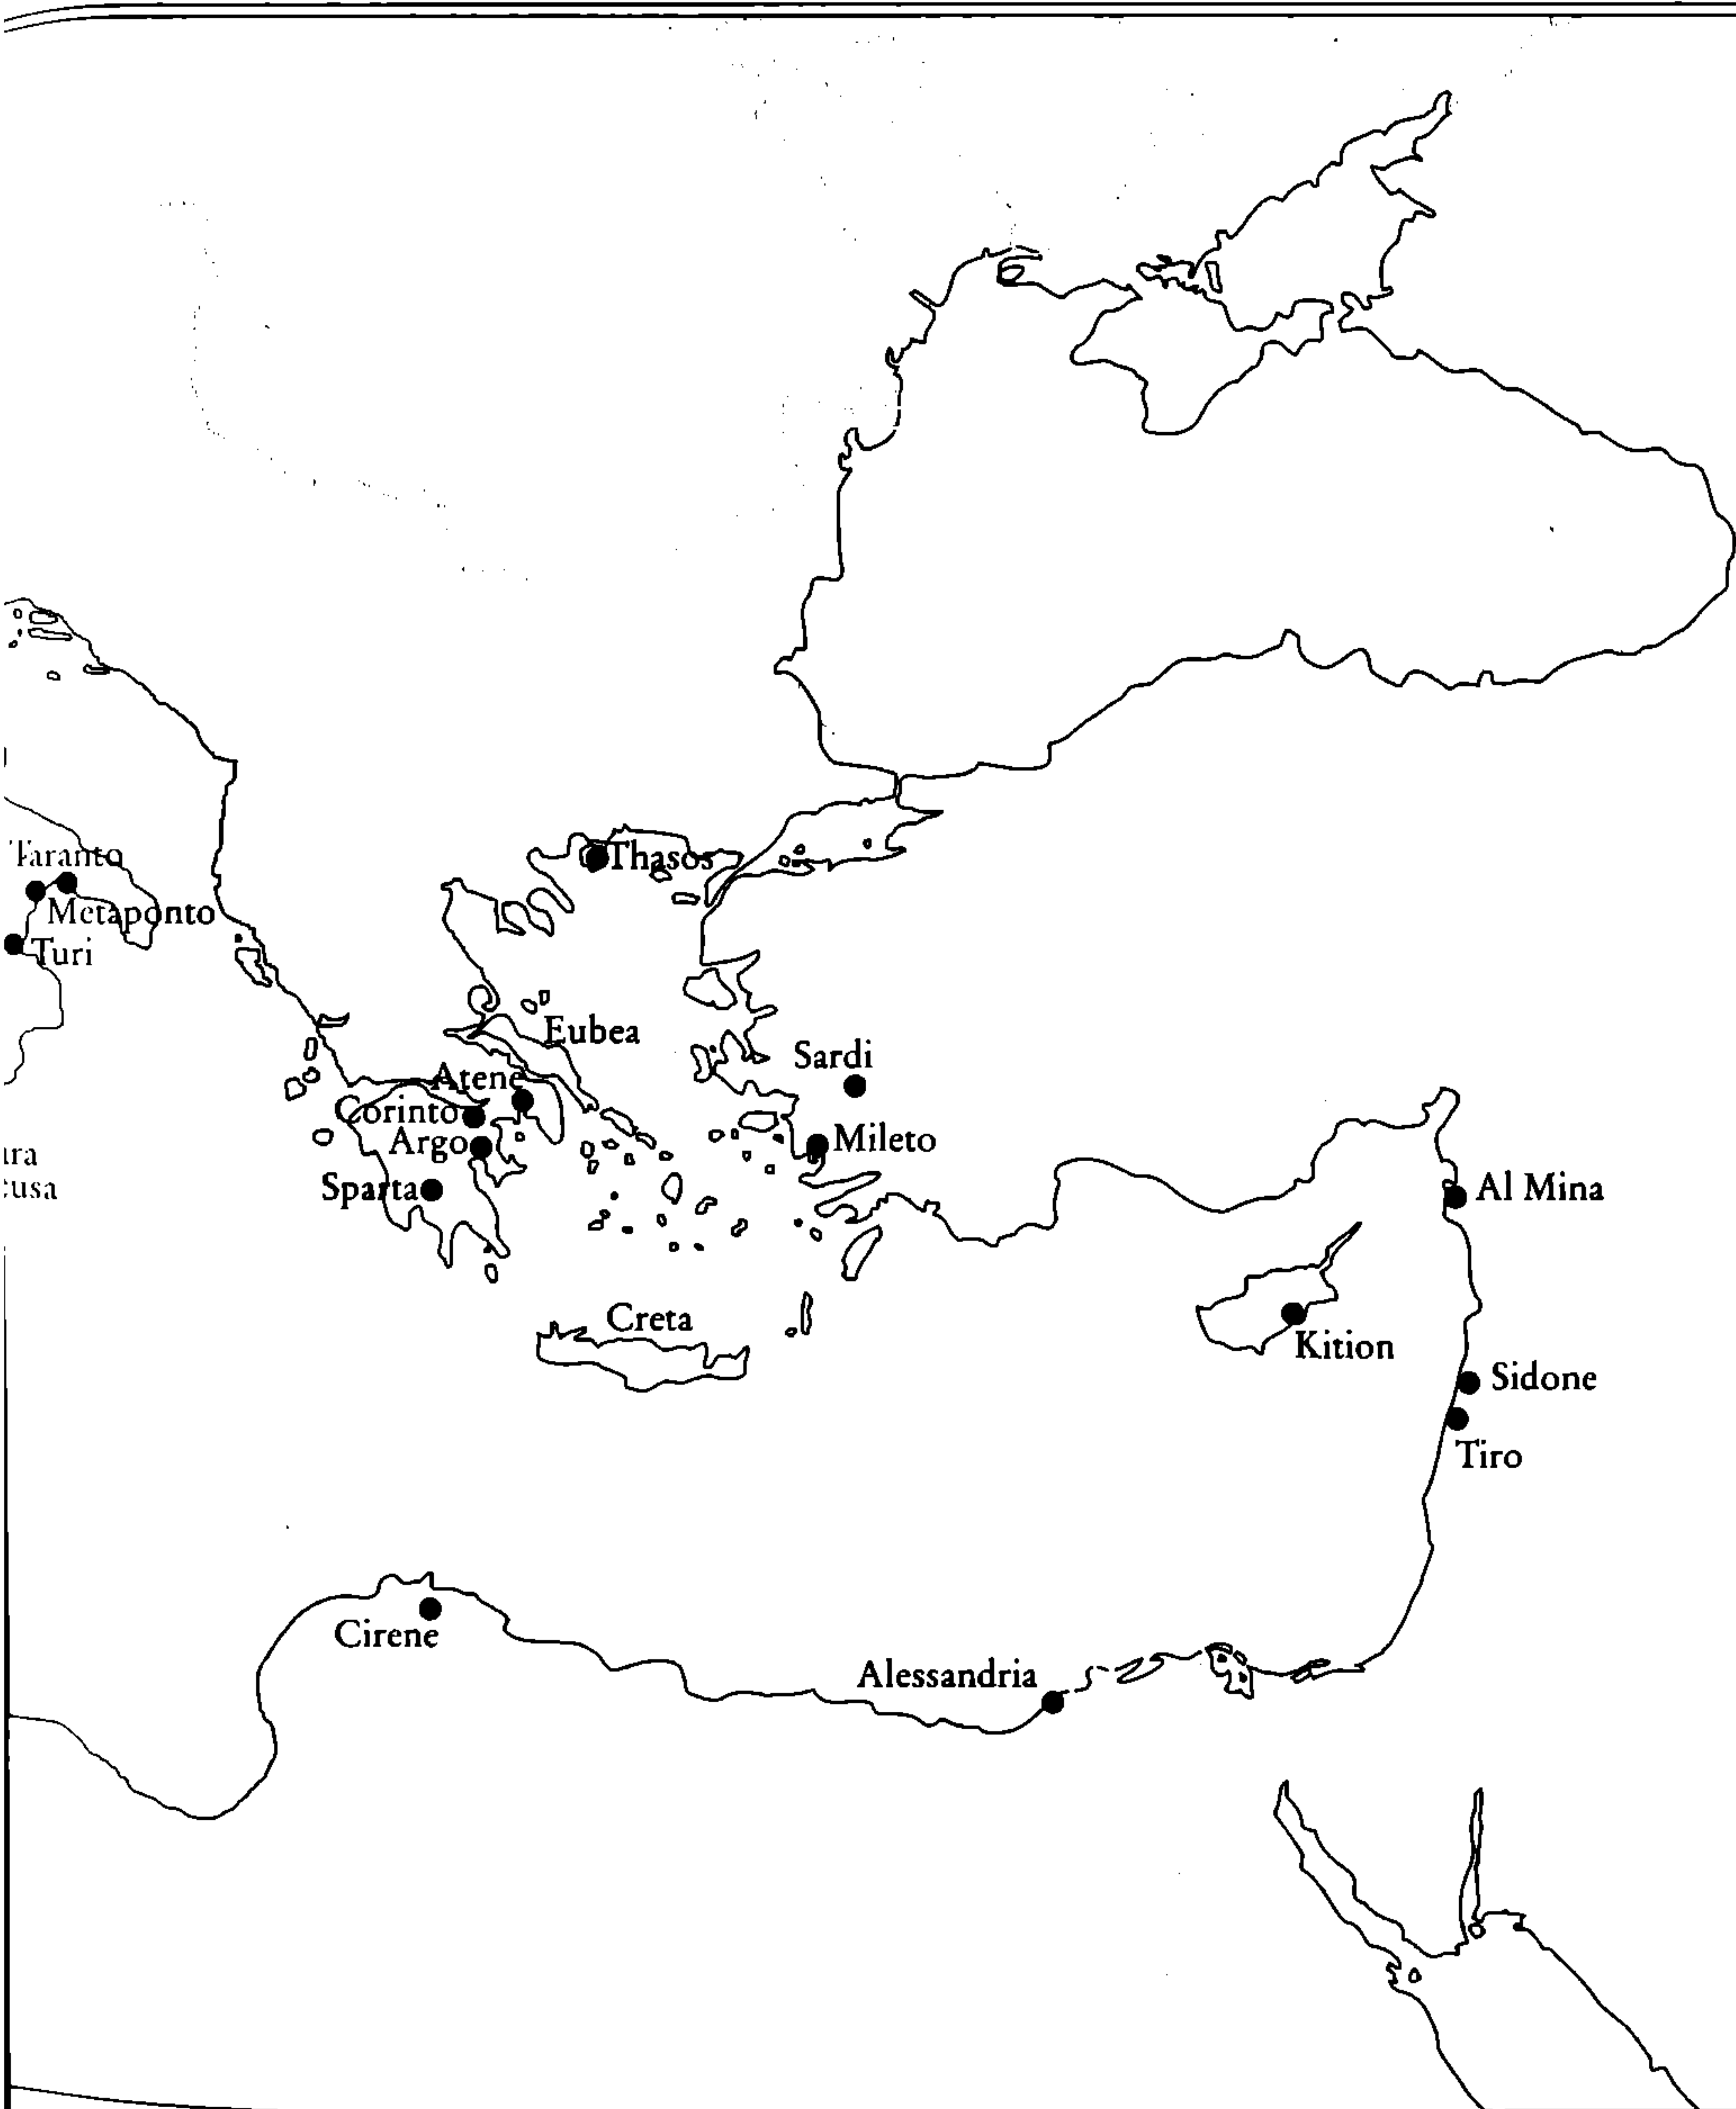 Thasos
Taranto
Metaponto
Turi
Eubea
Sardi
Atene
Corinto
Argo
Mileto
Sparta
Al Mina
Creta
Kition
Sidone
Tiro
Cirene
Alessandria